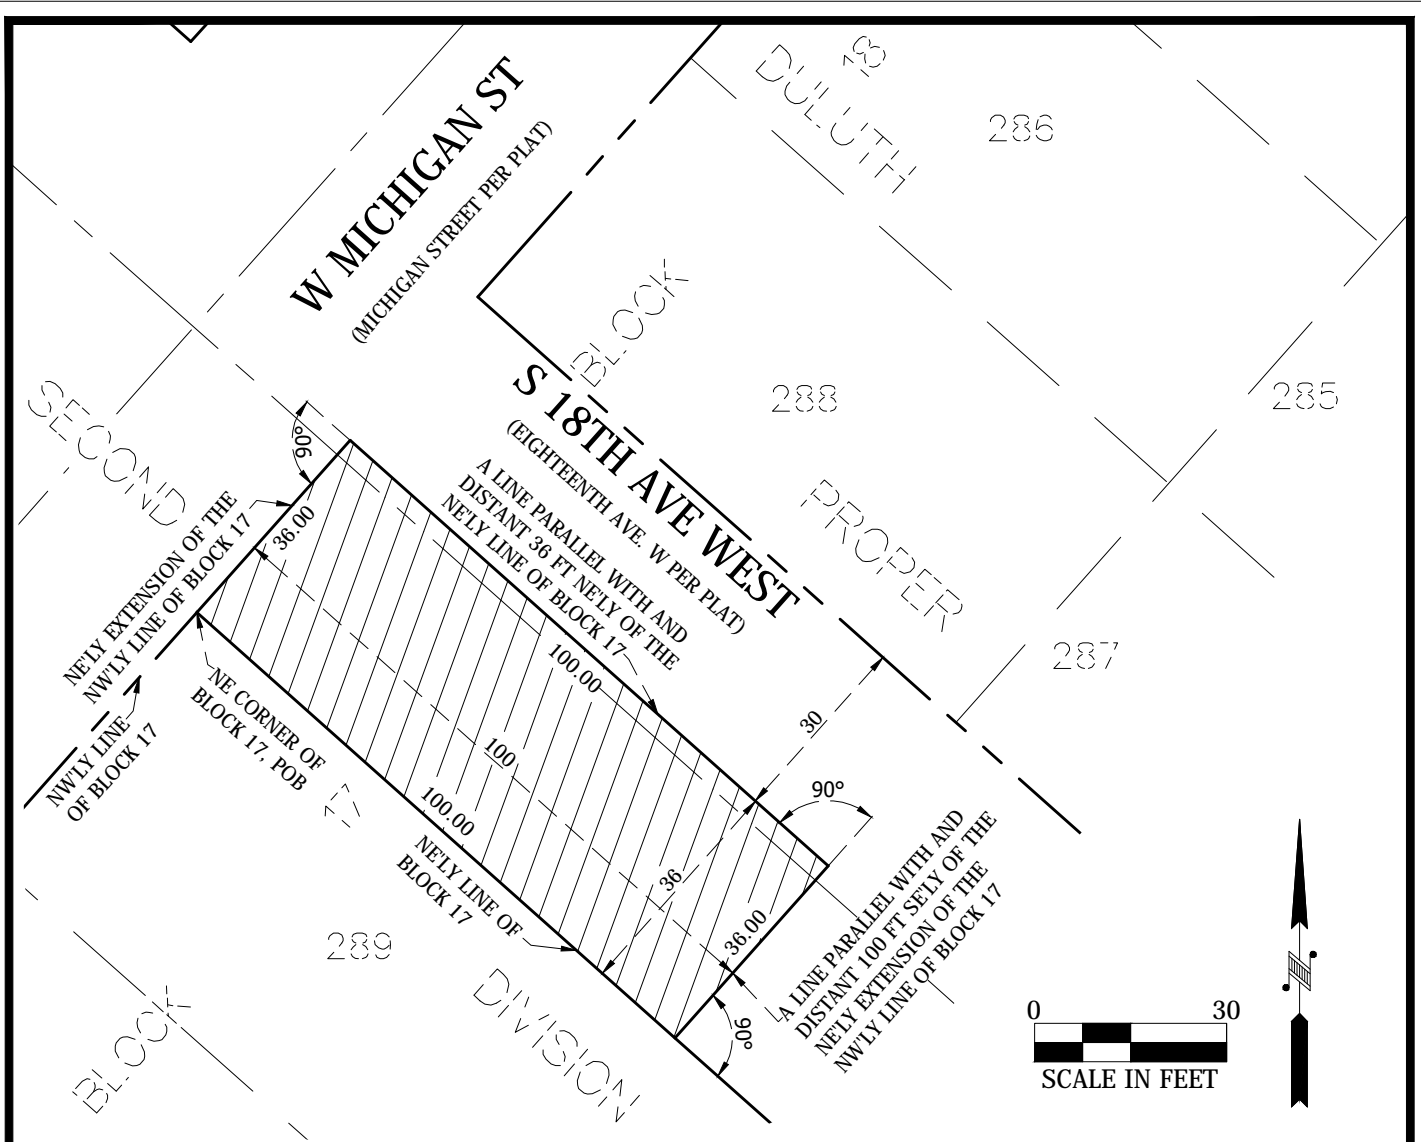 W MICHIGAN ST
(MICHIGAN STREET PER PLAT)
DULUTH
18
286
BLOCK
288
285
SECOND
S 18TH AVE WEST
(EIGHTEENTH AVE. W PER PLAT)
A LINE PARALLEL WITH AND
DISTANT 36 FT NE'LY OF THE
NE'LY LINE OF BLOCK 17
90°
NE'LY EXTENSION OF THE
NW'LY LINE OF BLOCK 17
36.00
PROPER
287
NW'LY LINE
OF BLOCK 17
NE CORNER OF
BLOCK 17, POB
17
100.00
100
100.00
30
90°
36
36.00
NE'LY LINE OF
BLOCK 17
289
BLOCK
DIVISION
90°
A LINE PARALLEL WITH AND
DISTANT 100 FT SE'LY OF THE
NE'LY EXTENSION OF THE
NW'LY LINE OF BLOCK 17
0 30
SCALE IN FEET